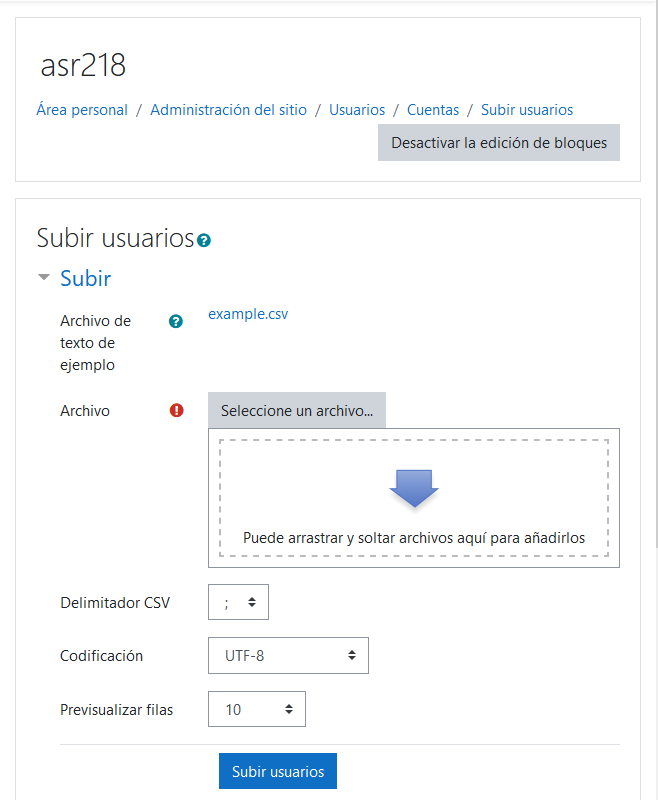 asr218
Área personal / Administración del sitio / Usuarios / Cuentas / Subir usuarios
Desactivar la edición de bloques
Subir usuarios
Subir
Archivo de
texto de
ejemplo
example.csv
Archivo
Seleccione un archivo...
Puede arrastrar y soltar archivos aquí para añadirlos
Delimitador CSV
;
Codificación
UTF-8
Previsualizar filas
10
Subir usuarios